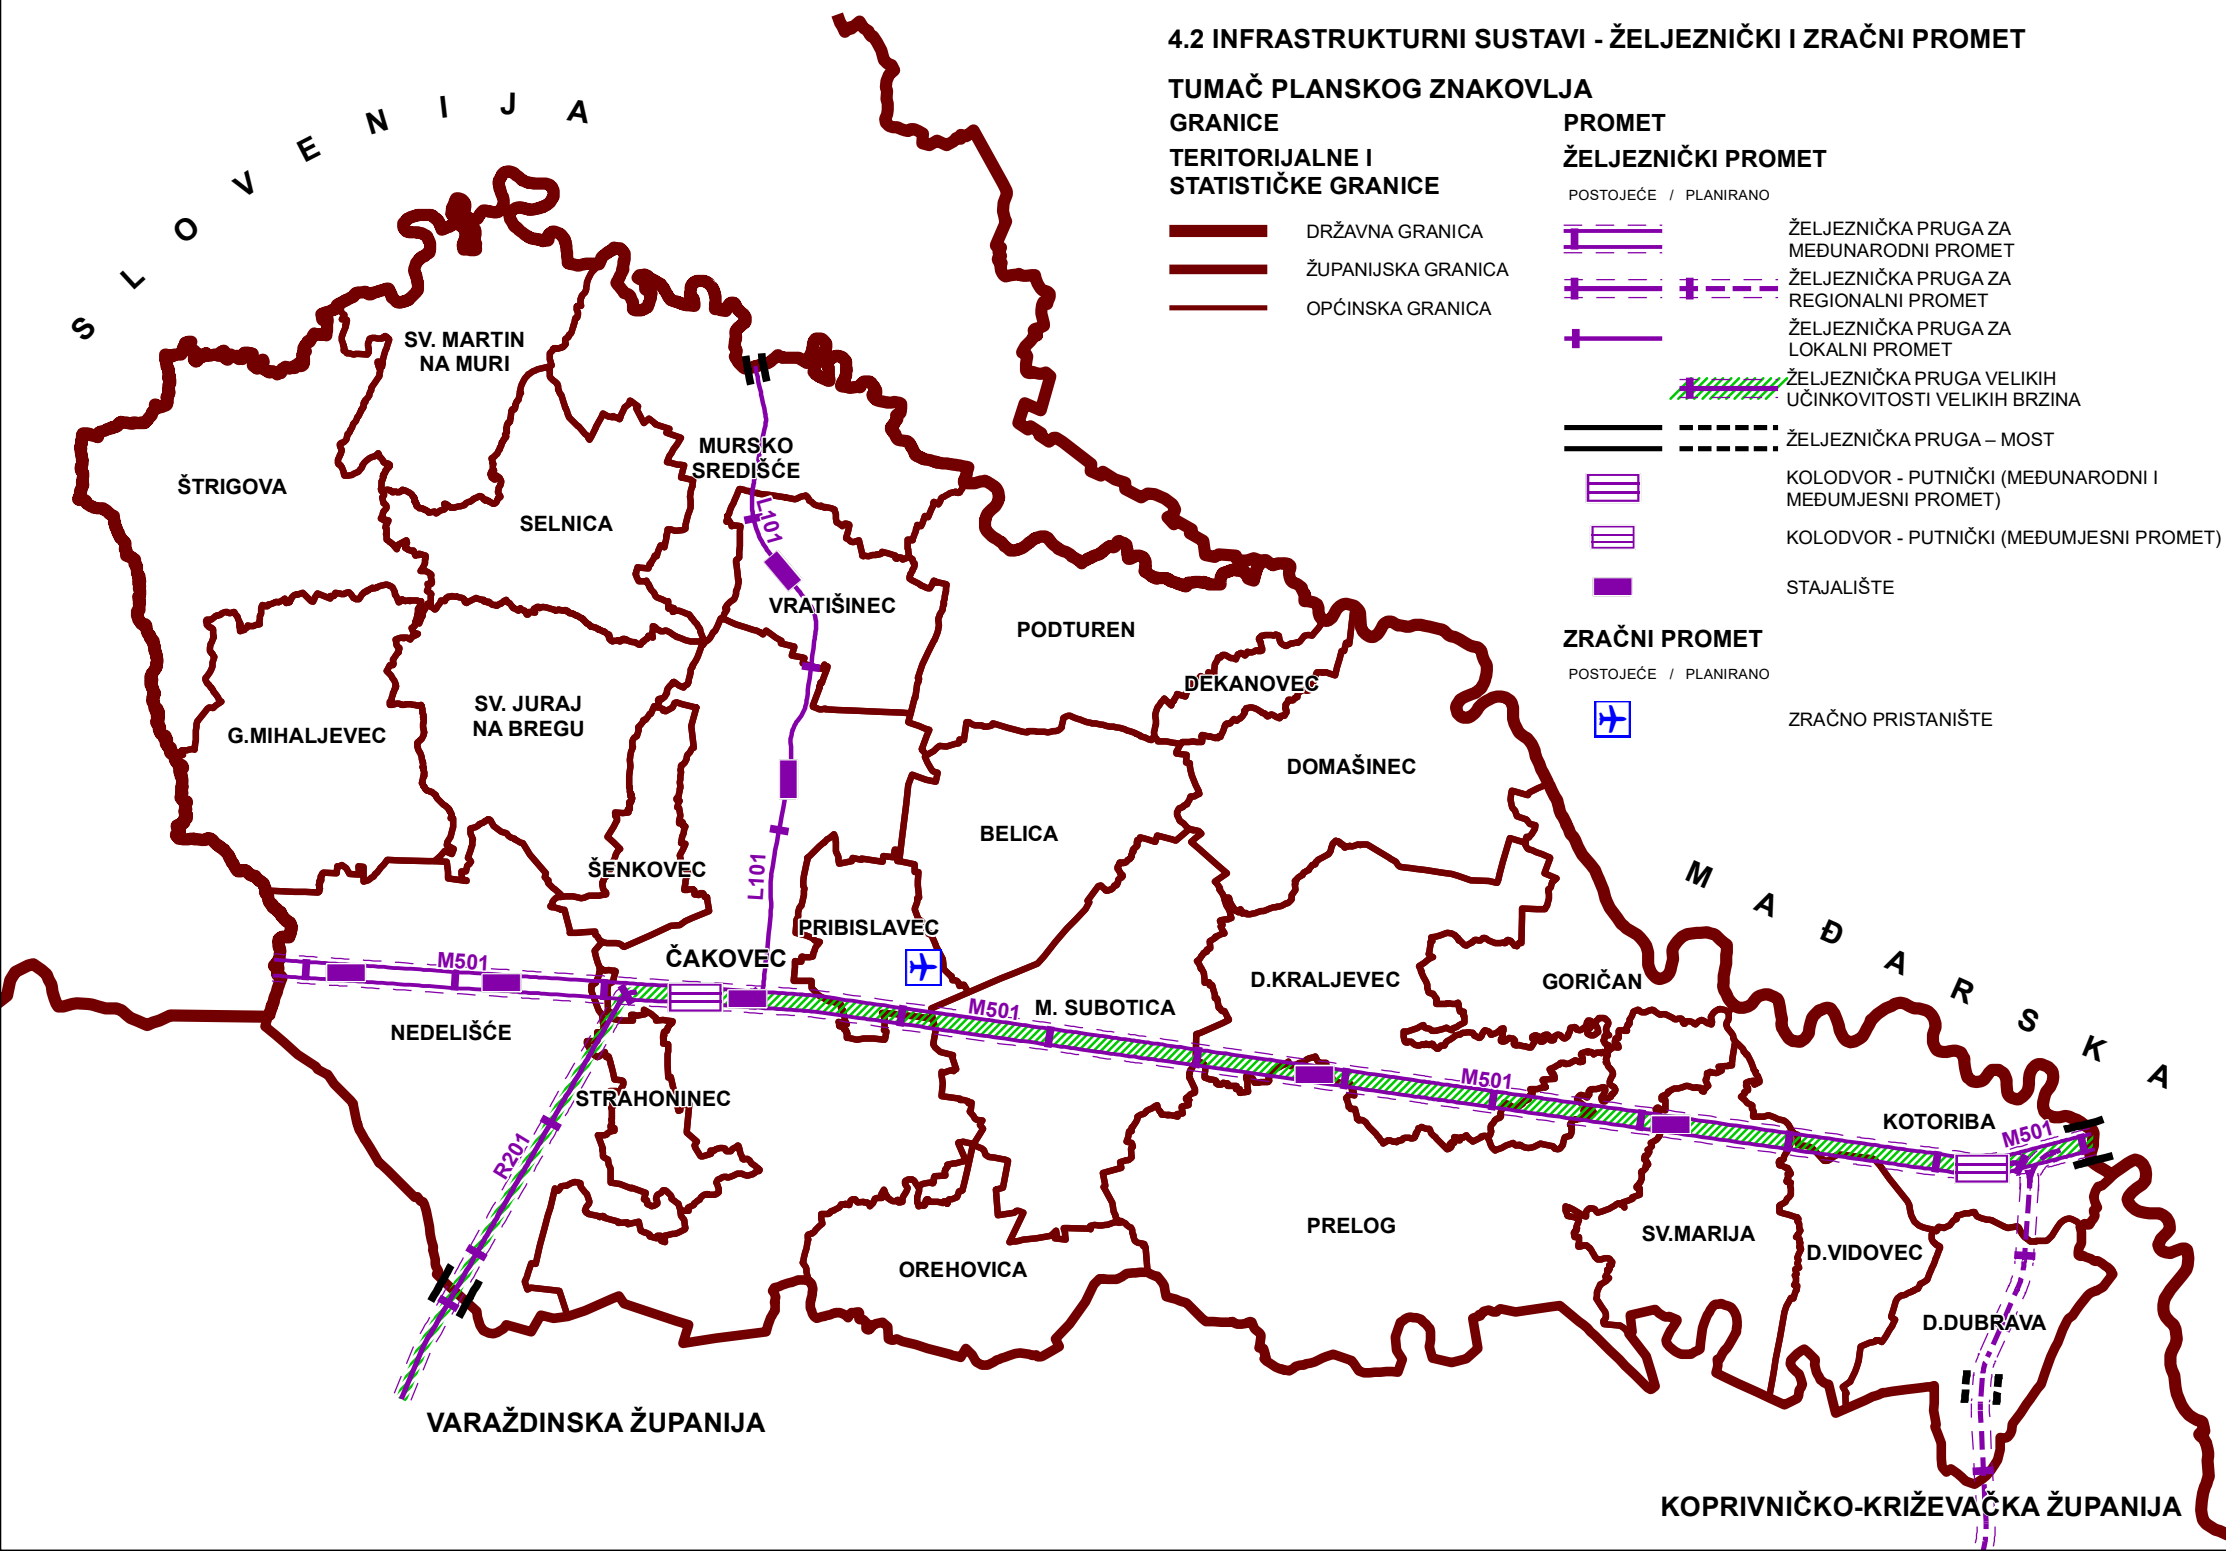 4.2 INFRASTRUKTURNI SUSTAVI - ŽELJEZNIČKI I ZRAČNI PROMET
TUMAČ PLANSKOG ZNAKOVLJA
GRANICE
TERITORIJALNE I
STATISTIČKE GRANICE
DRŽAVNA GRANICA
ŽUPANIJSKA GRANICA
OPĆINSKA GRANICA
PROMET
ŽELJEZNIČKI PROMET
POSTOJEĆE / PLANIRANO
ŽELJEZNIČKA PRUGA ZA
MEĐUNARODNI PROMET
ŽELJEZNIČKA PRUGA ZA
REGIONALNI PROMET
ŽELJEZNIČKA PRUGA ZA
LOKALNI PROMET
ŽELJEZNIČKA PRUGA VELIKIH
UČINKOVITOSTI VELIKIH BRZINA
ŽELJEZNIČKA PRUGA – MOST
KOLODVOR - PUTNIČKI (MEĐUNARODNI I
MEĐUMJESNI PROMET)
KOLODVOR - PUTNIČKI (MEĐUMJESNI PROMET)
STAJALIŠTE
ZRAČNI PROMET
POSTOJEĆE / PLANIRANO
ZRAČNO PRISTANIŠTE
SLOVENIJA
SV. MARTIN
NA MURI
MURSKO
SREDIŠĆE
ŠTRIGOVA
SELNICA
L101
VRATIŠINEC
PODTUREN
DEKANOVEC
G.MIHALJEVEC
SV. JURAJ
NA BREGU
DOMAŠINEC
BELICA
ŠENKOVEC
L101
PRIBISLAVEC
MAĐARSKA
M501
ČAKOVEC
D.KRALJEVEC
GORIČAN
NEDELIŠĆE
M501
M. SUBOTICA
STRAHONINEC
M501
KOTORIBA
M501
R201
PRELOG
SV.MARIJA
D.VIDOVEC
OREHOVICA
D.DUBRAVA
VARAŽDINSKA ŽUPANIJA
KOPRIVNIČKO-KRIŽEVAČKA ŽUPANIJA